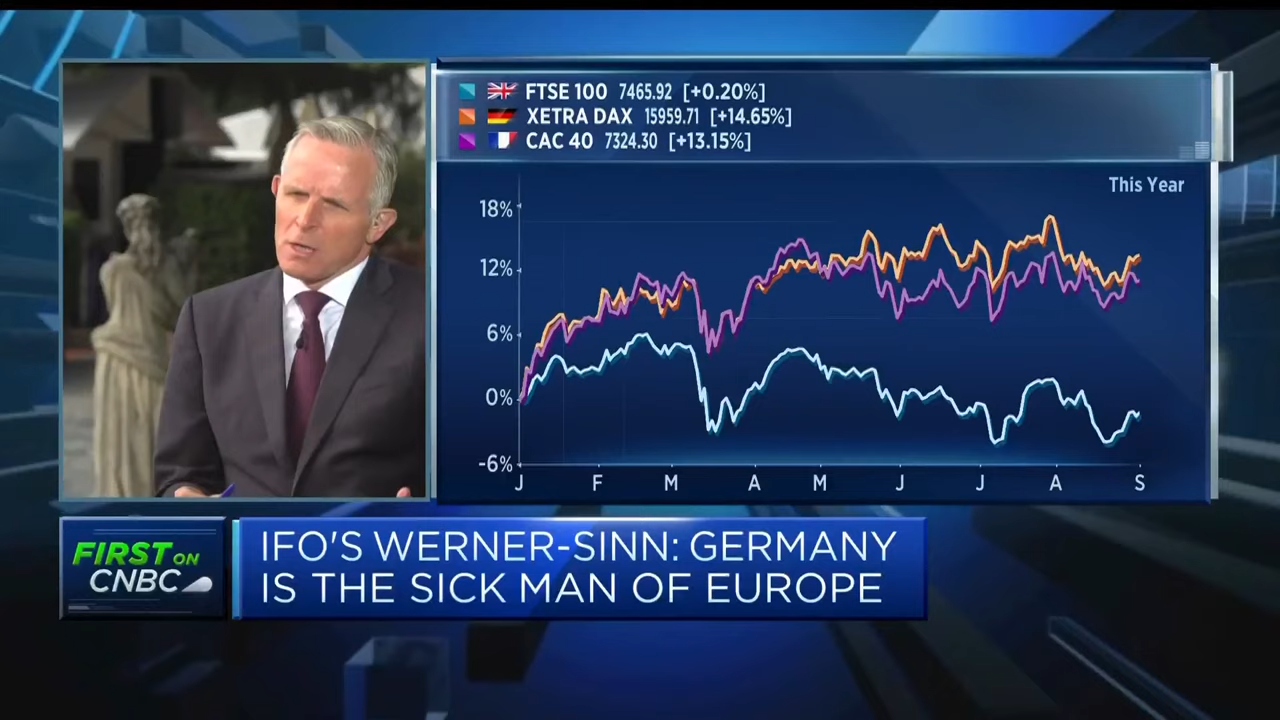 FTSE 100 7465.92 [+0.20%]
XETRA DAX 15959.71 [+14.65%]
CAC 40 7324.30 [+13.15%]
This Year
18%
12%
6%
0%
-6%
J F M A M J J A S
FIRST ON
CNBC
IFO'S WERNER-SINN: GERMANY
IS THE SICK MAN OF EUROPE